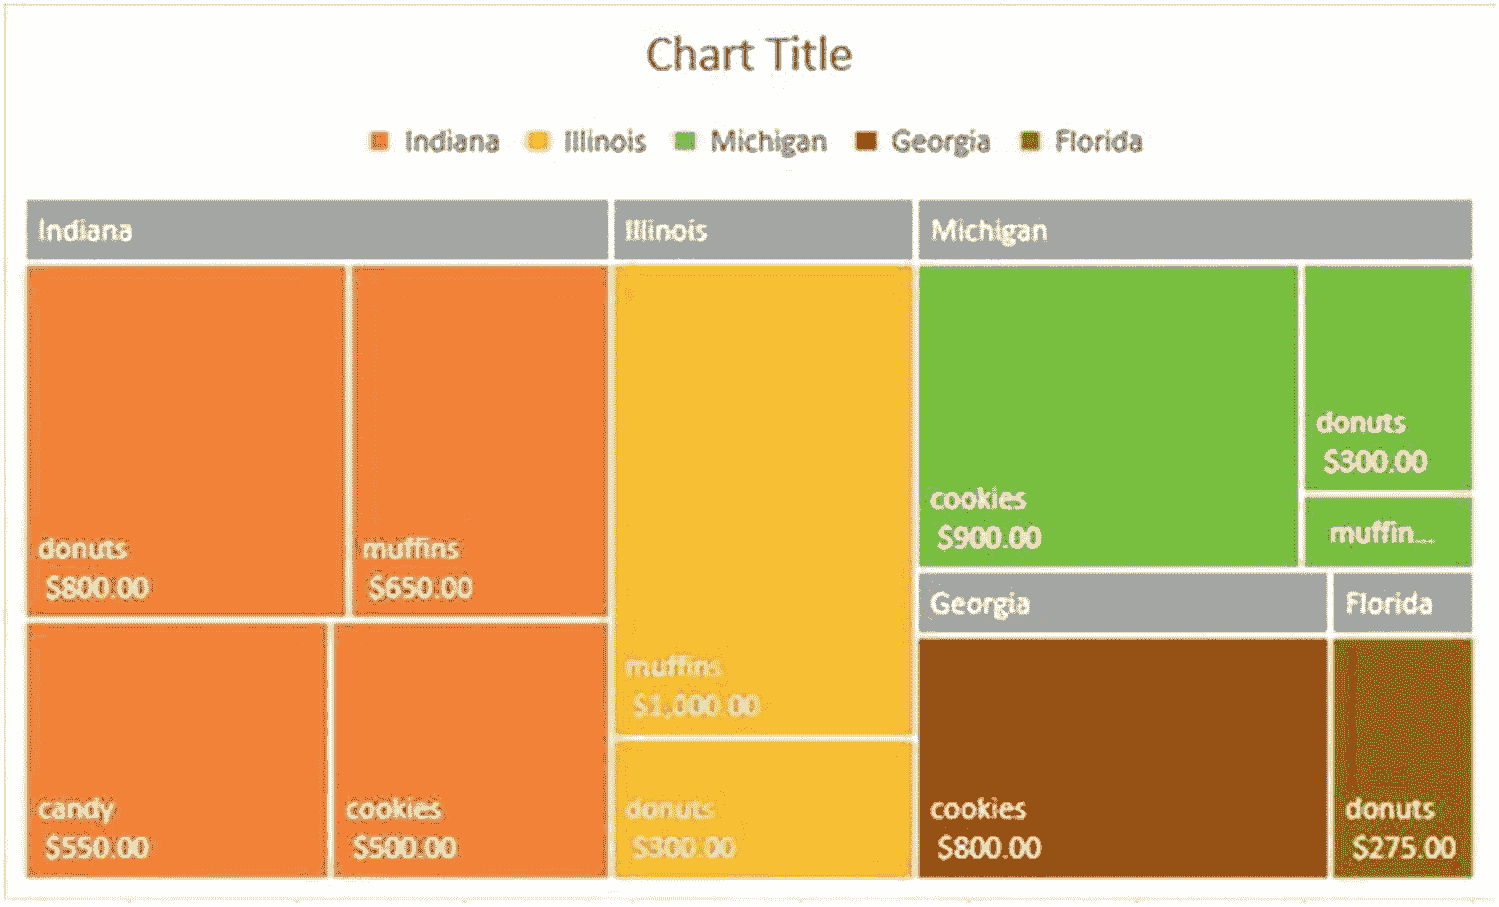 Chart Title
Indiana Illinois Michigan Georgia Florida
Indiana
donuts
$800.00
muffins
$650.00
candy
$550.00
cookies
$500.00
Illinois
muffins
$1,000.00
donuts
$300.00
Michigan
cookies
$900.00
donuts
$300.00
muffin...
Georgia
cookies
$800.00
Florida
donuts
$275.00